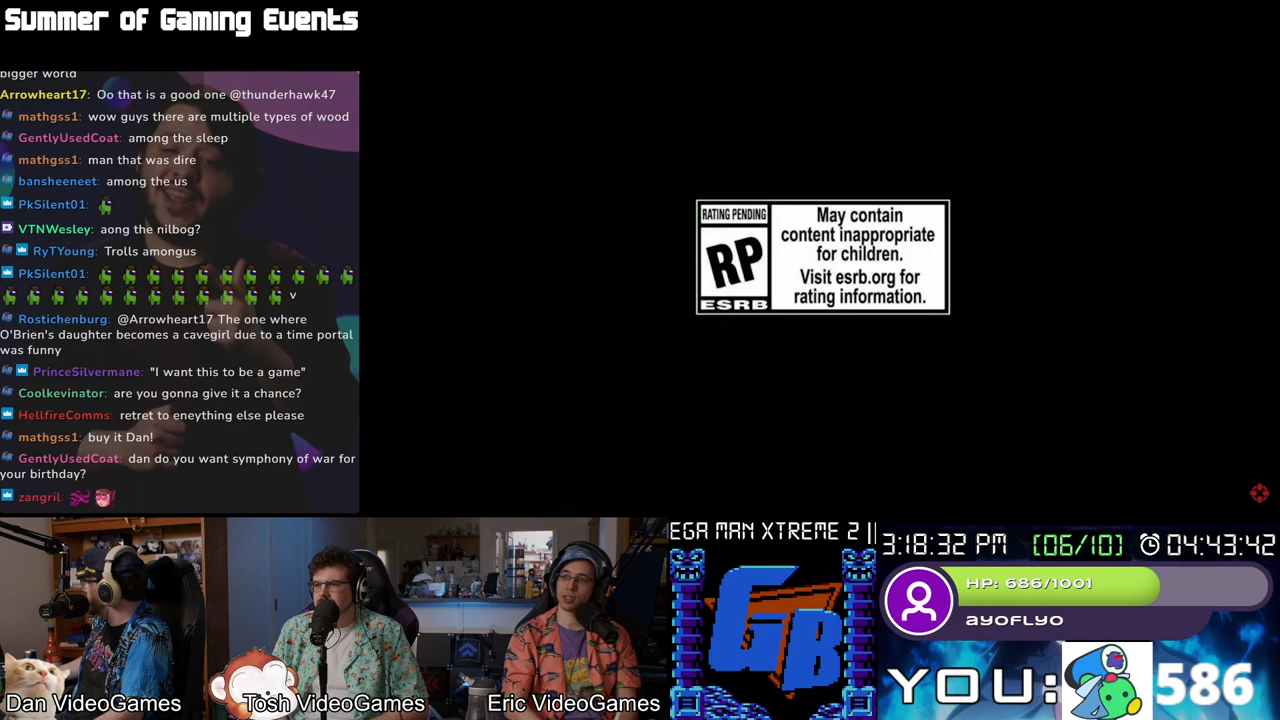 Summer of Gaming Events
bigger world
Arrowheart17: Oo that is a good one @thunderhawk47
mathgss1: wow guys there are multiple types of wood
GentlyUsedCoat: among the sleep
mathgss1: man that was dire
bansheeneet: among the us
PkSilent01:
VTNWesley: aong the nilbog?
RyTYoung: Trolls amongus
PkSilent01:
v
Rostichenburg: @Arrowheart17 The one where
O'Brien's daughter becomes a cavegirl due to a time portal
was funny
PrinceSilvermane: "I want this to be a game"
Coolkevinator: are you gonna give it a chance?
HellfireComms: retret to eneything else please
mathgss1: buy it Dan!
GentlyUsedCoat: dan do you want symphony of war for
your birthday?
zangril:
RATING PENDING
RP
ESRB
May contain
content inappropriate
for children.
Visit esrb.org for
rating information.
Dan VideoGames
Tosh VideoGames
Eric VideoGames
EGA MAN XTREME 2 ||
GB
3:18:32 PM [06/10] 04:43:42
HP: 686/1001
AYOFLYO
YOU: 586